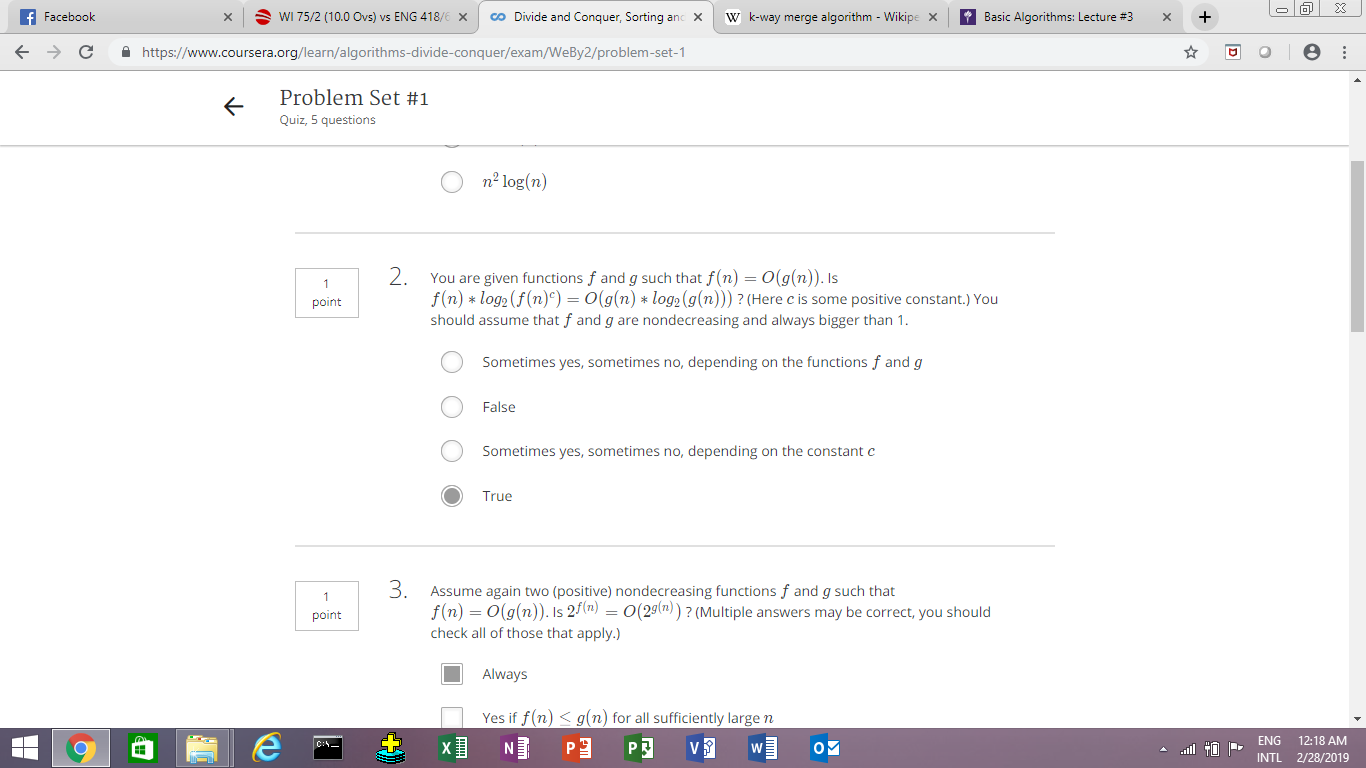 Facebook
WI 75/2 (10.0 Ovs) vs ENG 418/6
Divide and Conquer, Sorting and
W k-way merge algorithm - Wikipe
Basic Algorithms: Lecture #3
https://www.coursera.org/learn/algorithms-divide-conquer/exam/WeBy2/problem-set-1
Problem Set #1
Quiz, 5 questions
n² log(n)
1
point
2.
You are given functions f and g such that f(n) = O(g(n)). Is
f(n) * log₂(f(n)ᶜ) = O(g(n) * log₂(g(n))) ? (Here c is some positive constant.) You
should assume that f and g are nondecreasing and always bigger than 1.
Sometimes yes, sometimes no, depending on the functions f and g
False
Sometimes yes, sometimes no, depending on the constant c
True
1
point
3.
Assume again two (positive) nondecreasing functions f and g such that
f(n) = O(g(n)). Is 2^f(n) = O(2^g(n)) ? (Multiple answers may be correct, you should
check all of those that apply.)
Always
Yes if f(n) ≤ g(n) for all sufficiently large n
ENG 12:18 AM
INTL 2/28/2019